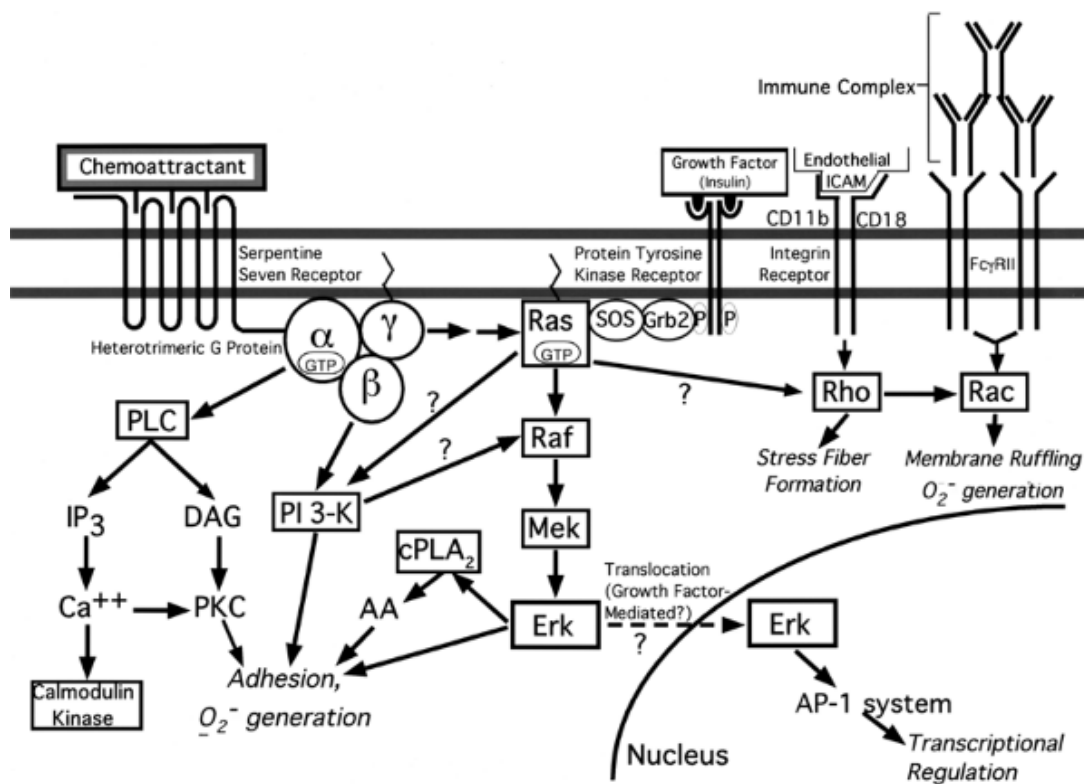 Immune Complex
Chemoattractant
Growth Factor
(Insulin)
Endothelial
ICAM
CD11b
CD18
Serpentine
Seven Receptor
Protein Tyrosine
Kinase Receptor
Integrin
Receptor
FcγRII
α
GTP
γ
β
Heterotrimeric G Protein
Ras
GTP
SOS
Grb2
P
P
?
?
?
Rho
Rac
PLC
Raf
Stress Fiber
Formation
Membrane Ruffling
O2- generation
IP3
DAG
PI 3-K
Mek
cPLA2
Translocation
(Growth Factor-
Mediated?)
?
Ca++
PKC
AA
Erk
Erk
Calmodulin
Kinase
Adhesion,
O2- generation
AP-1 system
Nucleus
Transcriptional
Regulation